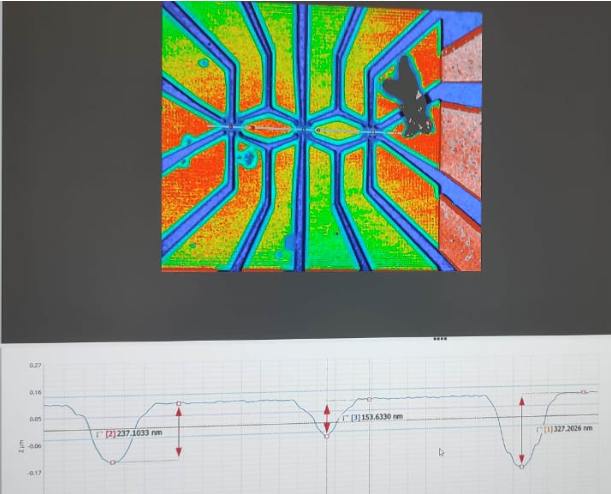 0.27
0.16
[3] 153.6330 nm
0.05
[2] 237.1033 nm
[1] 327.2026 nm
-0.06
Z µm
-0.17